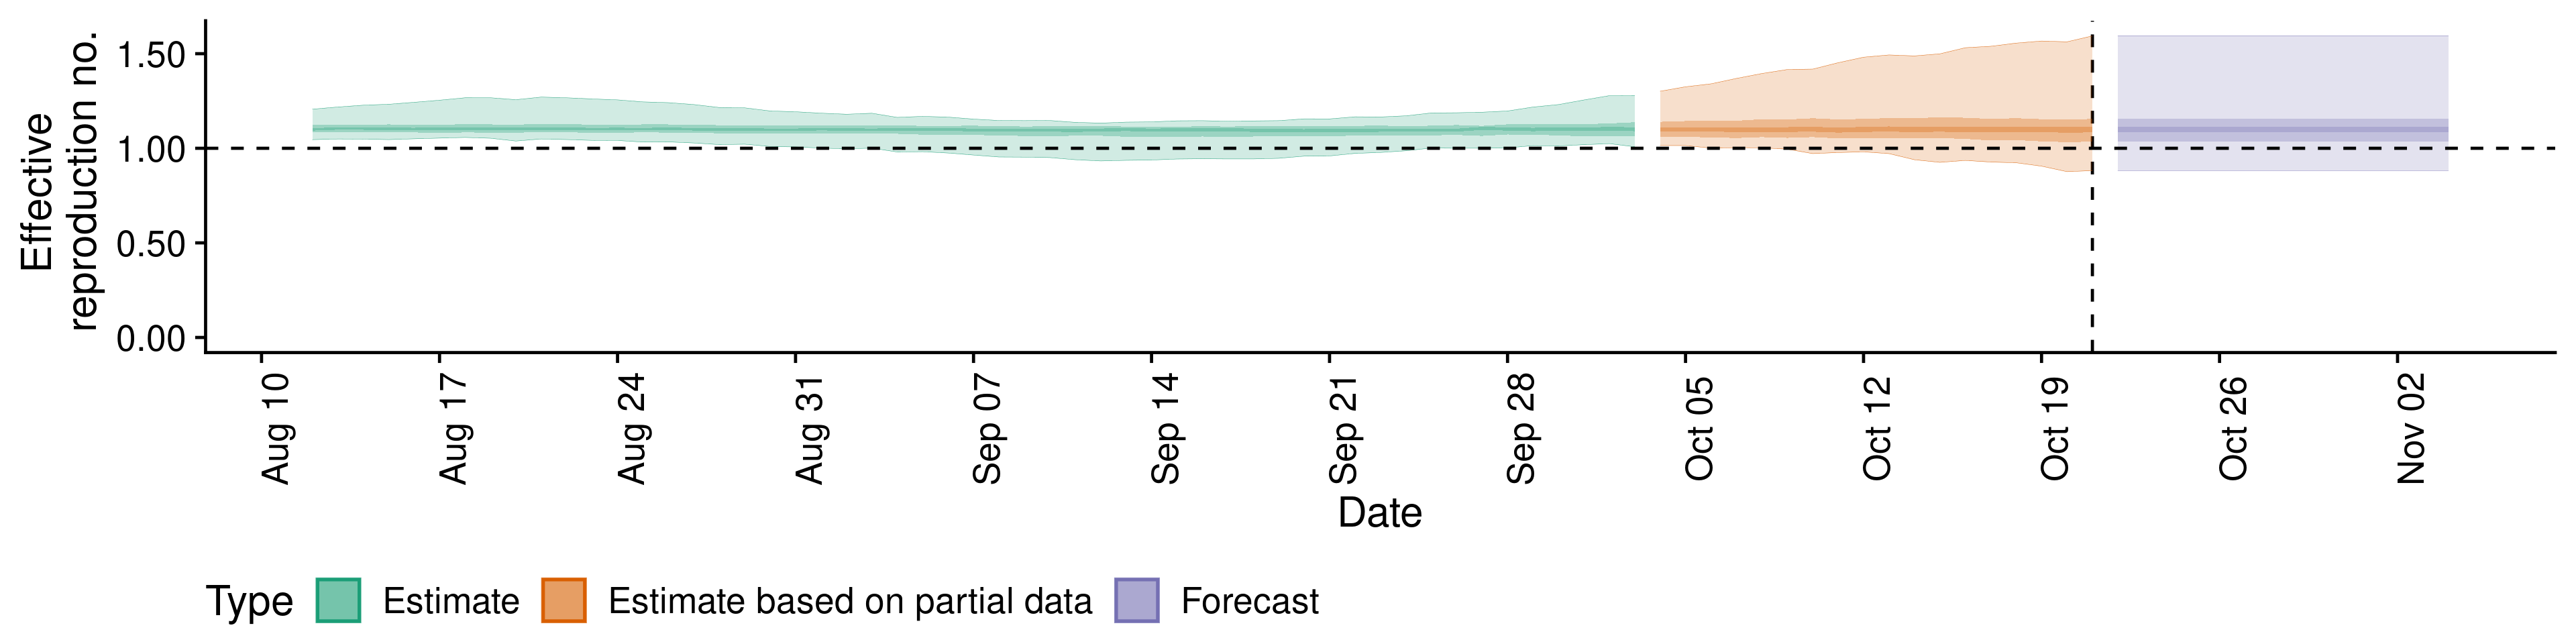 Effective
reproduction no.
1.50
1.00
0.50
0.00
Aug 10
Aug 17
Aug 24
Aug 31
Sep 07
Sep 14
Sep 21
Sep 28
Oct 05
Oct 12
Oct 19
Oct 26
Nov 02
Date
Type Estimate Estimate based on partial data Forecast